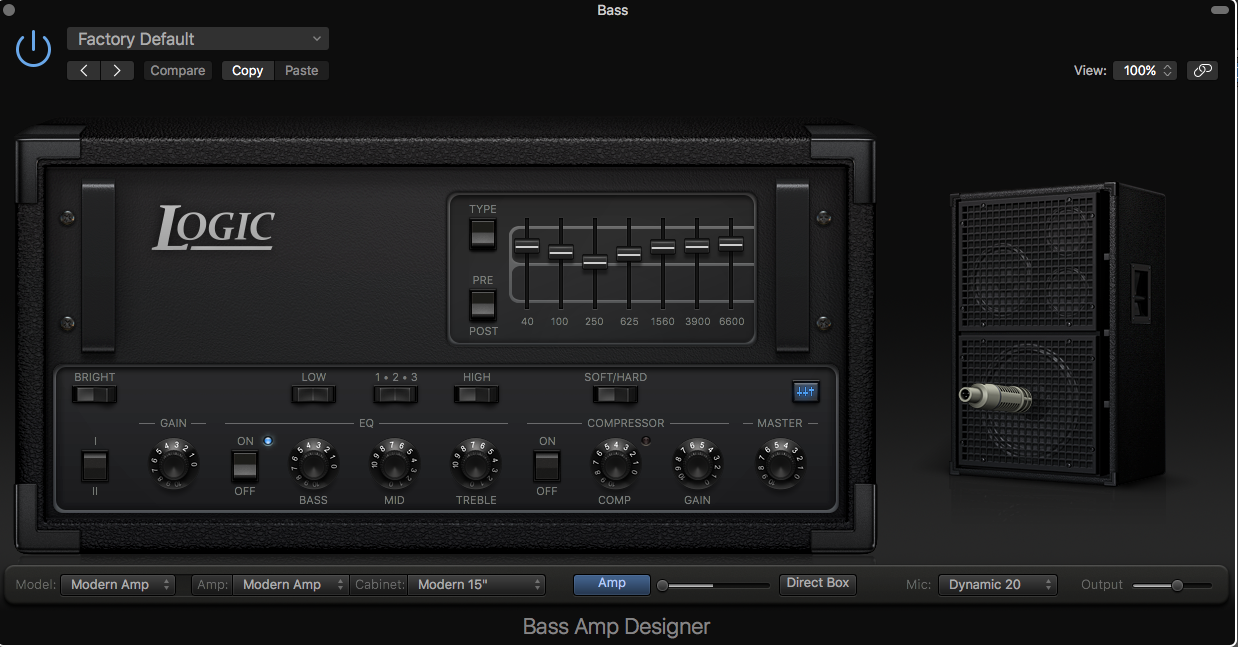 Bass
Factory Default
Compare Copy Paste
View: 100%
LOGIC
TYPE
PRE
POST
40 100 250 625 1560 3900 6600
BRIGHT LOW 1 • 2 • 3 HIGH SOFT/HARD
GAIN EQ COMPRESSOR MASTER
I ON ON
II OFF BASS MID TREBLE OFF COMP GAIN
Model: Modern Amp Amp: Modern Amp Cabinet: Modern 15" Amp Direct Box Mic: Dynamic 20 Output
Bass Amp Designer